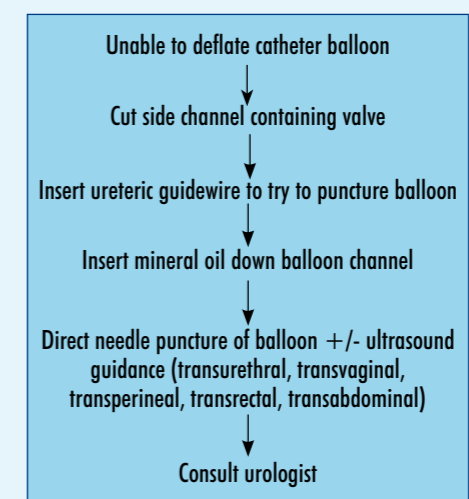 Unable to deflate catheter balloon
Cut side channel containing valve
Insert ureteric guidewire to try to puncture balloon
Insert mineral oil down balloon channel
Direct needle puncture of balloon +/- ultrasound
guidance (transurethral, transvaginal,
transperineal, transrectal, transabdominal)
Consult urologist